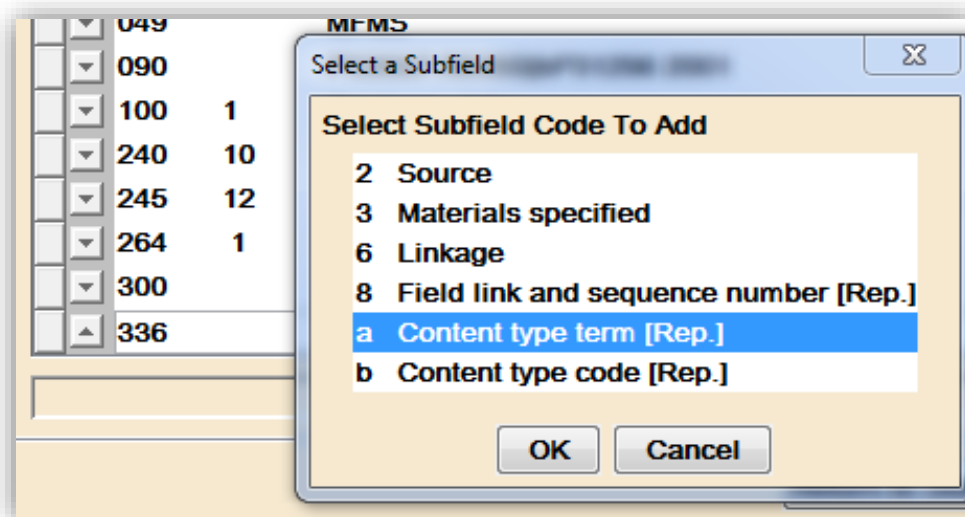 049 MFMS
090
100 1
240 10
245 12
264 1
300
336
Select a Subfield
Select Subfield Code To Add
2 Source
3 Materials specified
6 Linkage
8 Field link and sequence number [Rep.]
a Content type term [Rep.]
b Content type code [Rep.]
OK Cancel